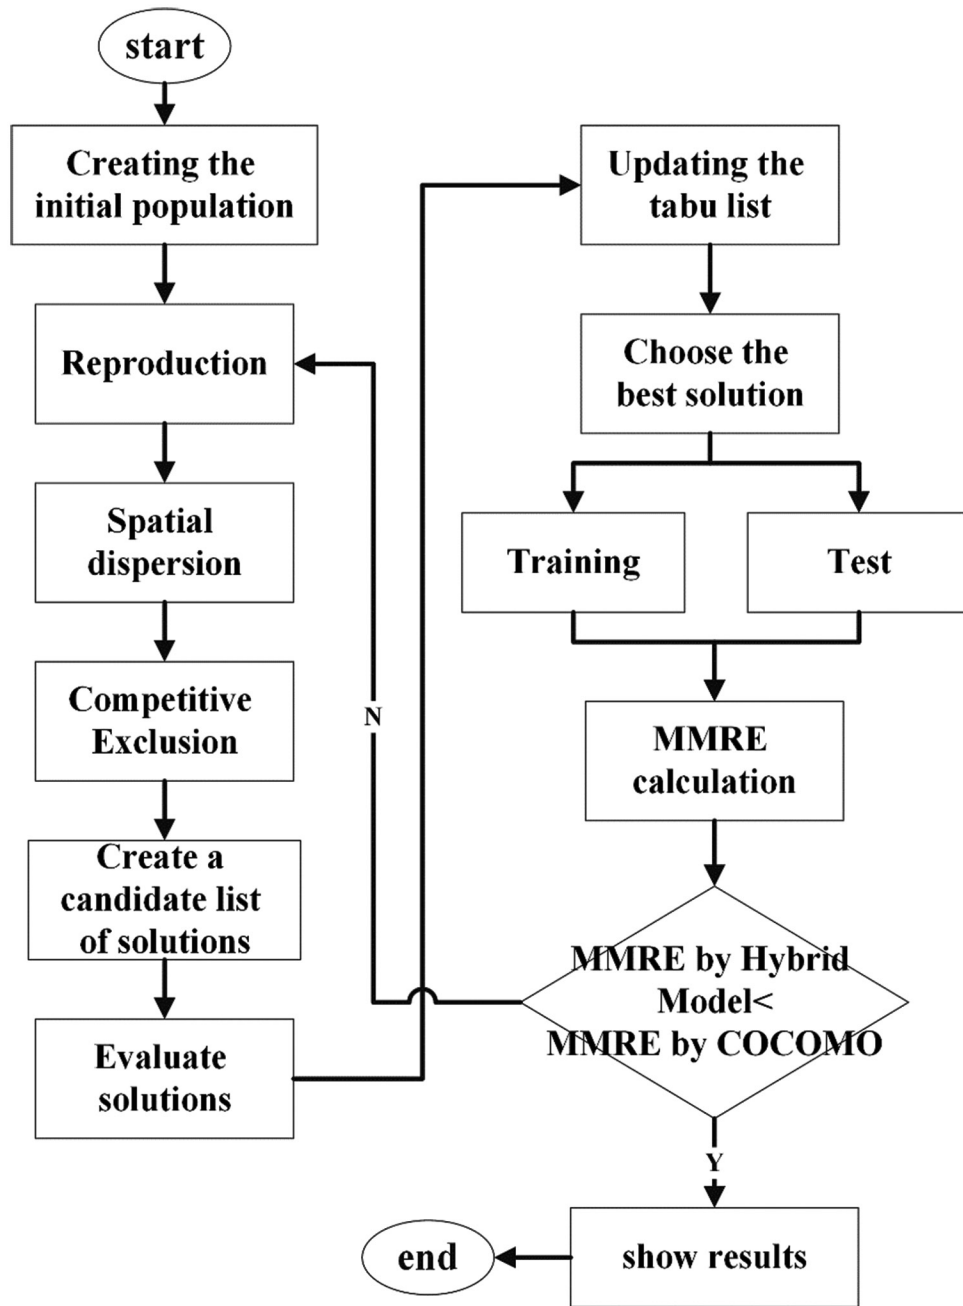 start
Creating the
initial population
Reproduction
Spatial
dispersion
Competitive
Exclusion
Create a
candidate list
of solutions
Evaluate
solutions
Updating the
tabu list
Choose the
best solution
Training
Test
MMRE
calculation
MMRE by Hybrid
Model<
MMRE by COCOMO
N
Y
show results
end